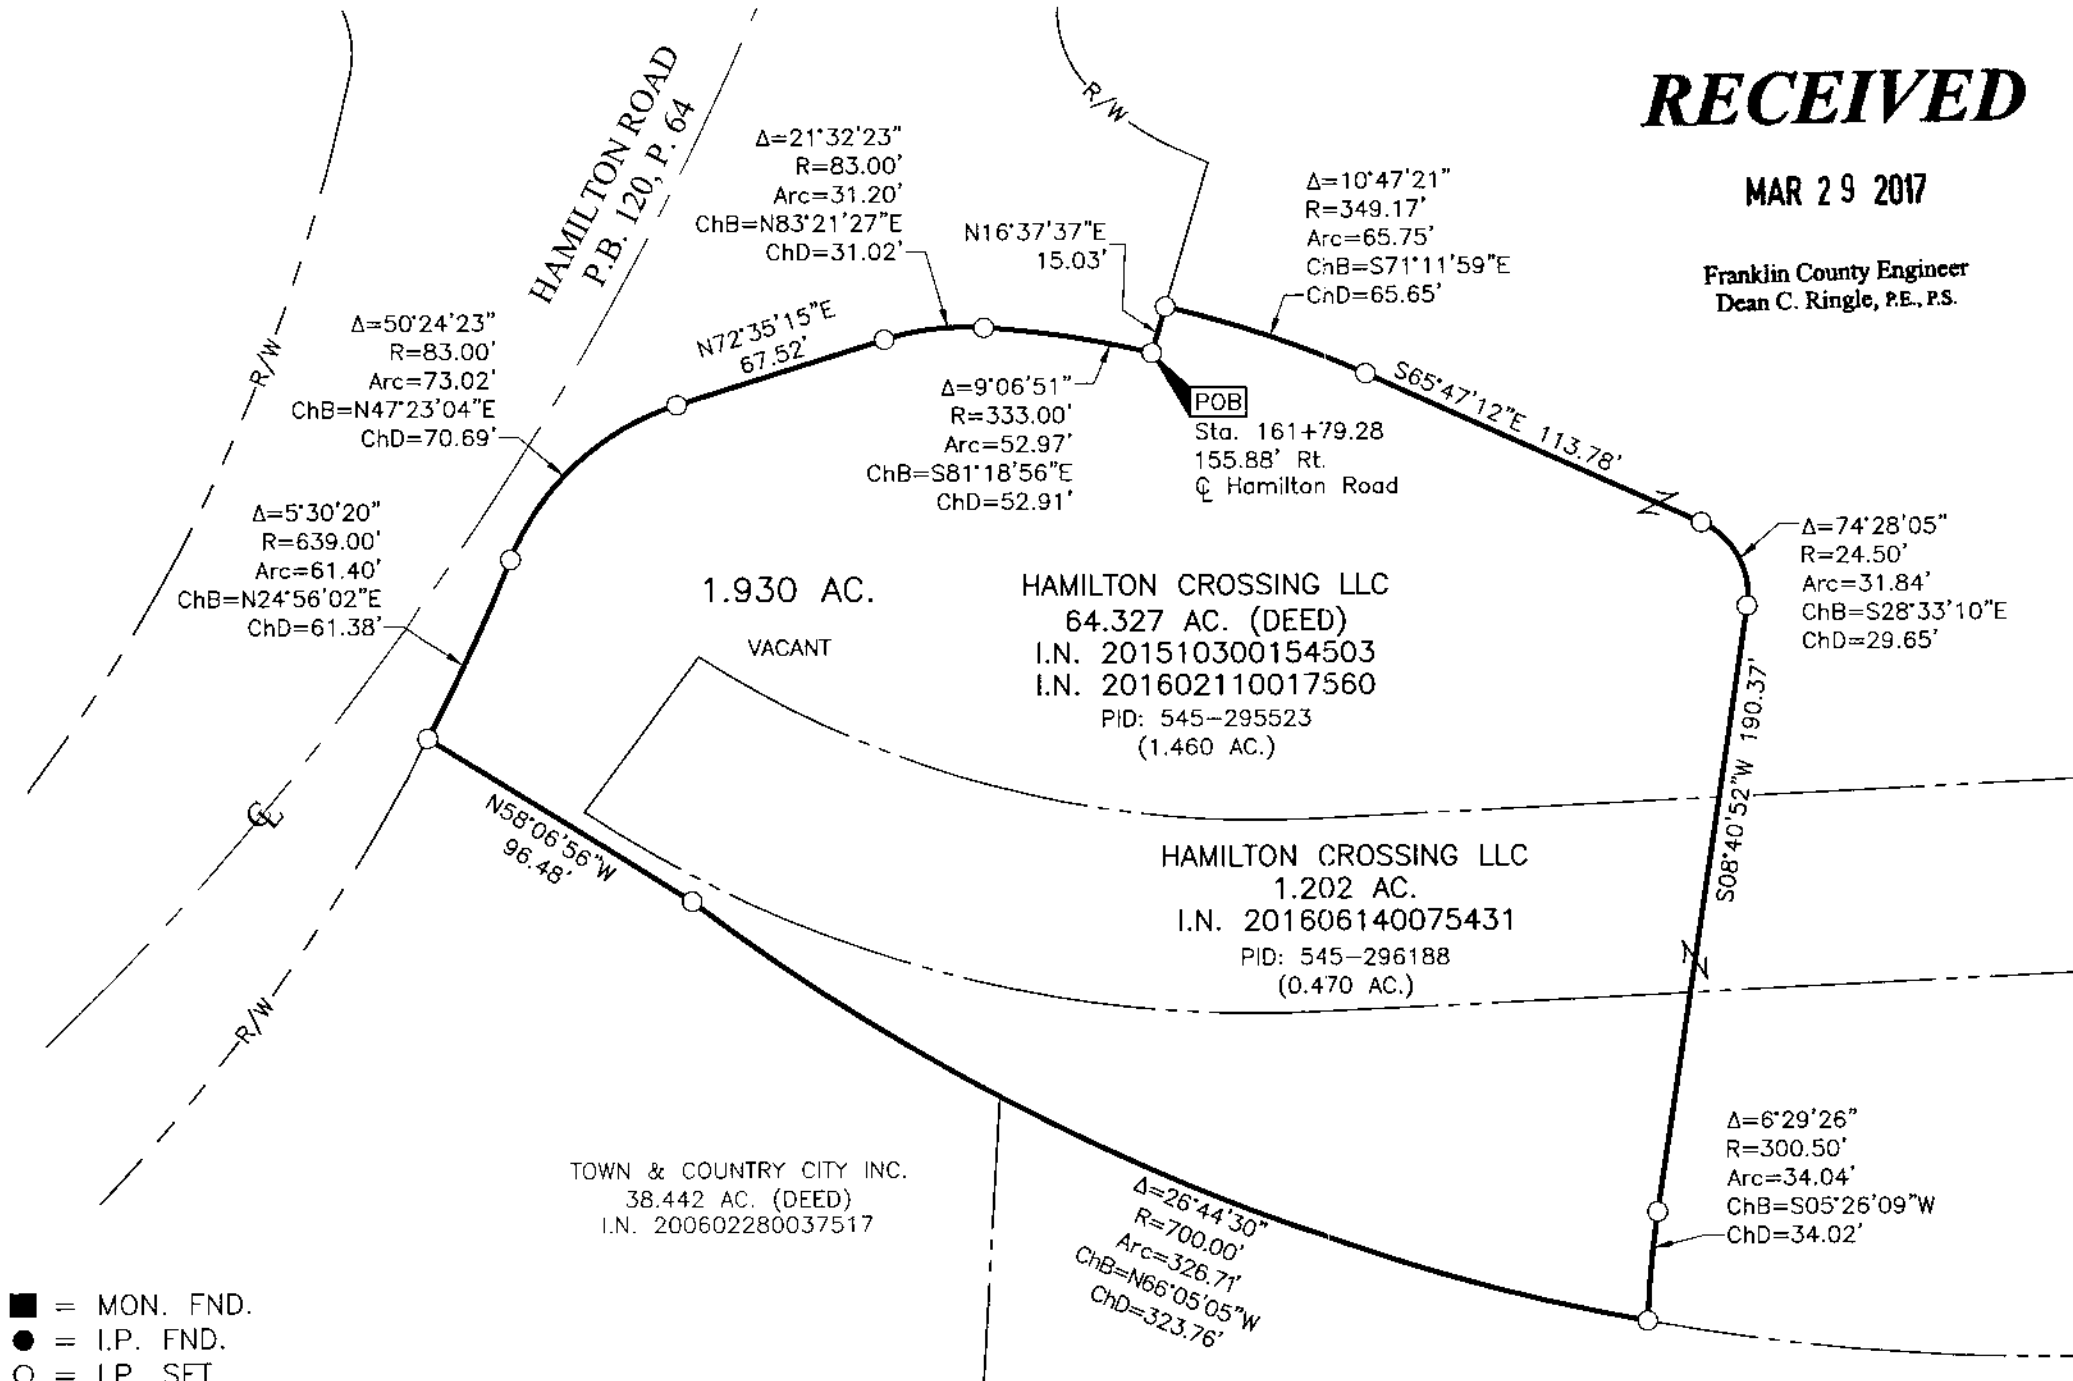 RECEIVED
MAR 29 2017
Franklin County Engineer
Dean C. Ringle, P.E., P.S.
HAMILTON ROAD
P.B. 120, P. 64
R/W
R/W
R/W
℄
Δ=21°32'23"
R=83.00'
Arc=31.20'
ChB=N83°21'27"E
ChD=31.02'
N16°37'37"E
15.03'
Δ=10°47'21"
R=349.17'
Arc=65.75'
ChB=S71°11'59"E
ChD=65.65'
Δ=50°24'23"
R=83.00'
Arc=73.02'
ChB=N47°23'04"E
ChD=70.69'
N72°35'15"E
67.52'
Δ=9°06'51"
R=333.00'
Arc=52.97'
ChB=S81°18'56"E
ChD=52.91'
POB
Sta. 161+79.28
155.88' Rt.
℄ Hamilton Road
S65°47'12"E 113.78'
Δ=5°30'20"
R=639.00'
Arc=61.40'
ChB=N24°56'02"E
ChD=61.38'
Δ=74°28'05"
R=24.50'
Arc=31.84'
ChB=S28°33'10"E
ChD=29.65'
1.930 AC.
VACANT
HAMILTON CROSSING LLC
64.327 AC. (DEED)
I.N. 201510300154503
I.N. 201602110017560
PID: 545-295523
(1.460 AC.)
S08°40'52"W 190.37'
N58°06'56"W
96.48'
HAMILTON CROSSING LLC
1.202 AC.
I.N. 201606140075431
PID: 545-296188
(0.470 AC.)
TOWN & COUNTRY CITY INC.
38.442 AC. (DEED)
I.N. 200602280037517
Δ=26°44'30"
R=700.00'
Arc=326.71'
ChB=N66°05'05"W
ChD=323.76'
Δ=6°29'26"
R=300.50'
Arc=34.04'
ChB=S05°26'09"W
ChD=34.02'
■ = MON. FND.
● = I.P. FND.
○ = I.P. SET